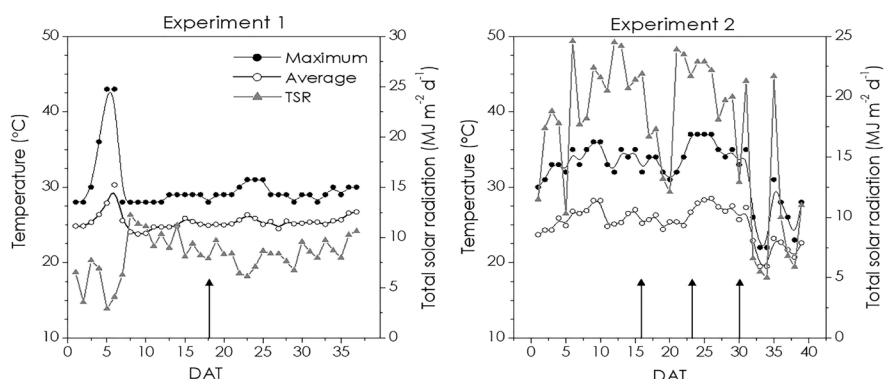 Experiment 1
Experiment 2
Temperature (°C)
50
40
30
20
10
Maximum
Average
TSR
30
25
20
15
10
5
0
Total solar radiation (MJ m⁻² d⁻¹)
0 5 10 15 20 25 30 35
DAT
Temperature (°C)
50
40
30
20
10
25
20
15
10
5
0
Total solar radiation (MJ m⁻² d⁻¹)
0 5 10 15 20 25 30 35 40
DAT